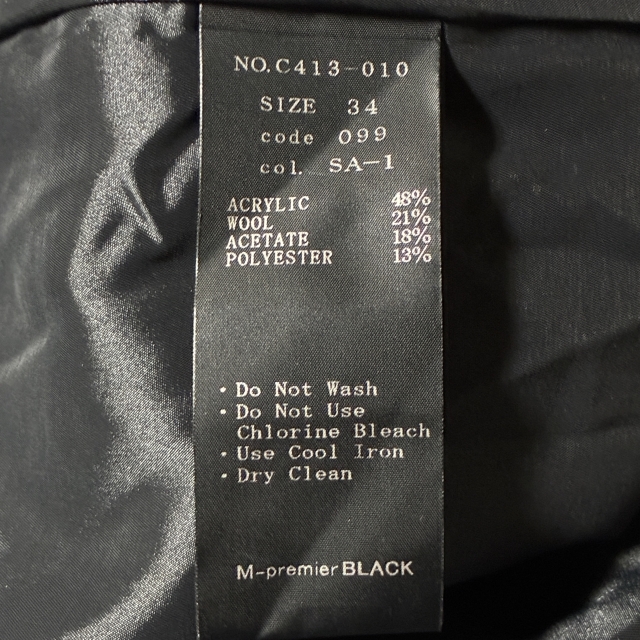 NO.C413-010
SIZE 34
code 099
col. SA-1
ACRYLIC 48%
WOOL 21%
ACETATE 18%
POLYESTER 13%
・Do Not Wash
・Do Not Use
Chlorine Bleach
・Use Cool Iron
・Dry Clean
M-premier BLACK